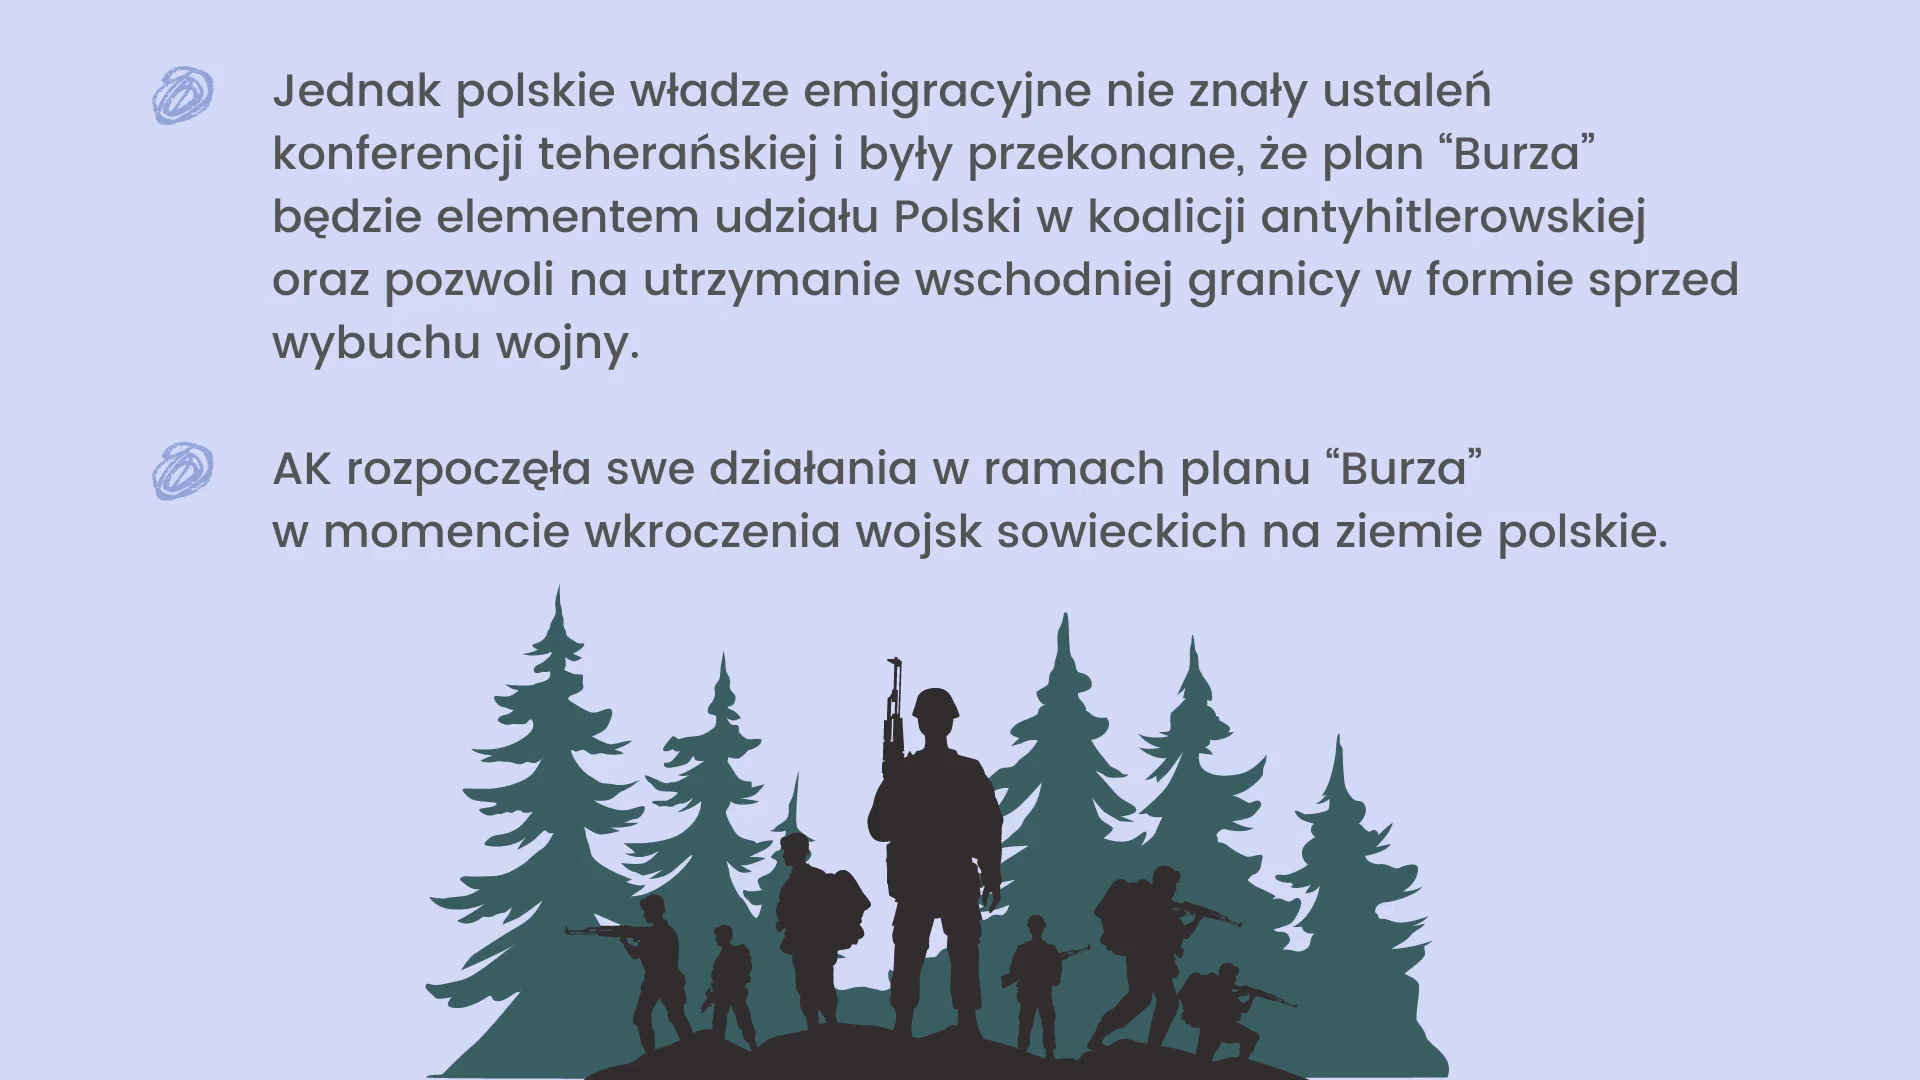 Jednak polskie władze emigracyjne nie znały ustaleń
konferencji teherańskiej i były przekonane, że plan “Burza”
będzie elementem udziału Polski w koalicji antyhitlerowskiej
oraz pozwoli na utrzymanie wschodniej granicy w formie sprzed
wybuchu wojny.
AK rozpoczęła swe działania w ramach planu “Burza”
w momencie wkroczenia wojsk sowieckich na ziemie polskie.